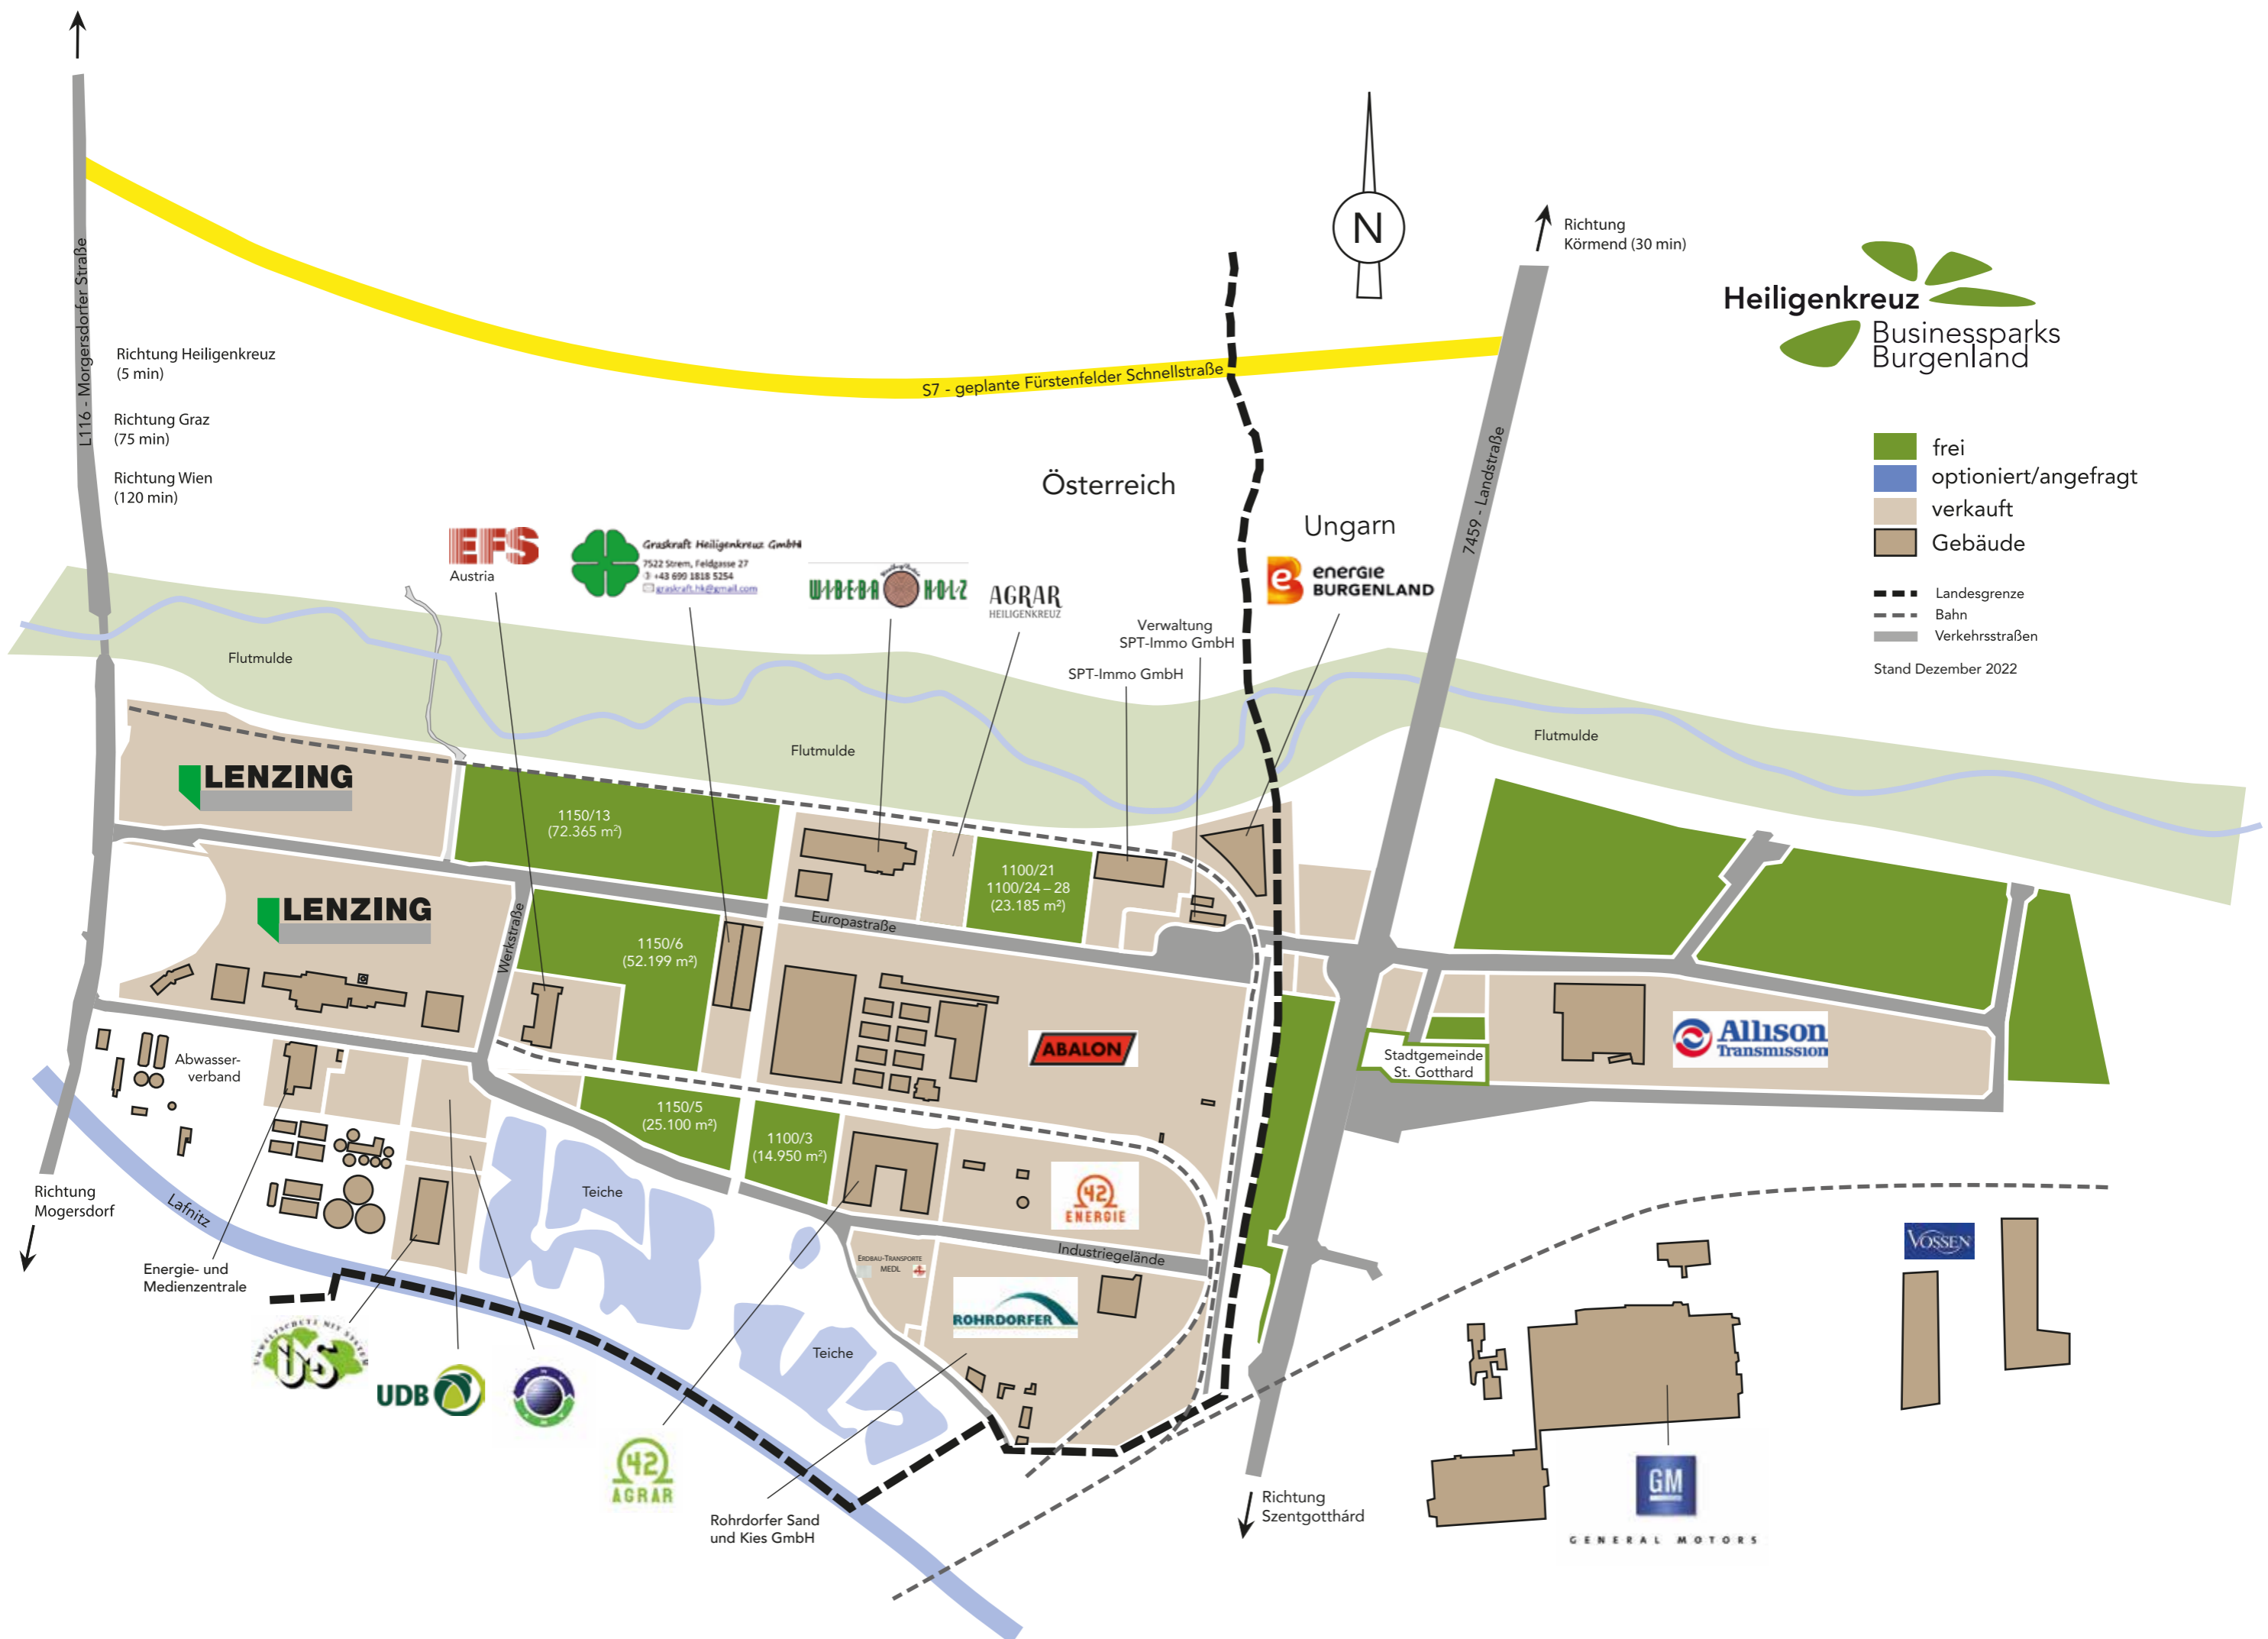 N
Richtung
Körmend (30 min)
Heiligenkreuz
Businessparks
Burgenland
L116 - Morgersdorfer Straße
Richtung Heiligenkreuz
(5 min)
Richtung Graz
(75 min)
Richtung Wien
(120 min)
S7 - geplante Fürstenfelder Schnellstraße
7459 - Landstraße
Österreich
Ungarn
frei
optioniert/angefragt
verkauft
Gebäude
Landesgrenze
Bahn
Verkehrsstraßen
Stand Dezember 2022
EFS
Austria
Graskraft Heiligenkreuz GmbH
7522 Strem, Feldgasse 27
+43 699 1818 5254
graskraft.hk@gmail.com
WIBEBA HOLZ
AGRAR
HEILIGENKREUZ
energie
BURGENLAND
Verwaltung
SPT-Immo GmbH
SPT-Immo GmbH
Flutmulde
Flutmulde
Flutmulde
LENZING
1150/13
(72.365 m²)
1100/21
1100/24 – 28
(23.185 m²)
LENZING
Werkstraße
Europastraße
1150/6
(52.199 m²)
ABALON
Allison
Transmission
Stadtgemeinde
St. Gotthard
Abwasser-
verband
1150/5
(25.100 m²)
1100/3
(14.950 m²)
42
ENERGIE
Teiche
Richtung
Mogersdorf
Lafnitz
Energie- und
Medienzentrale
Industriegelände
ERDBAU-TRANSPORTE
MEDL
ROHRDORFER
VOSSEN
UMWELTSCHUTZ MIT SYSTEM
UMS
UDB
Teiche
42
AGRAR
Rohrdorfer Sand
und Kies GmbH
Richtung
Szentgotthárd
GM
GENERAL MOTORS